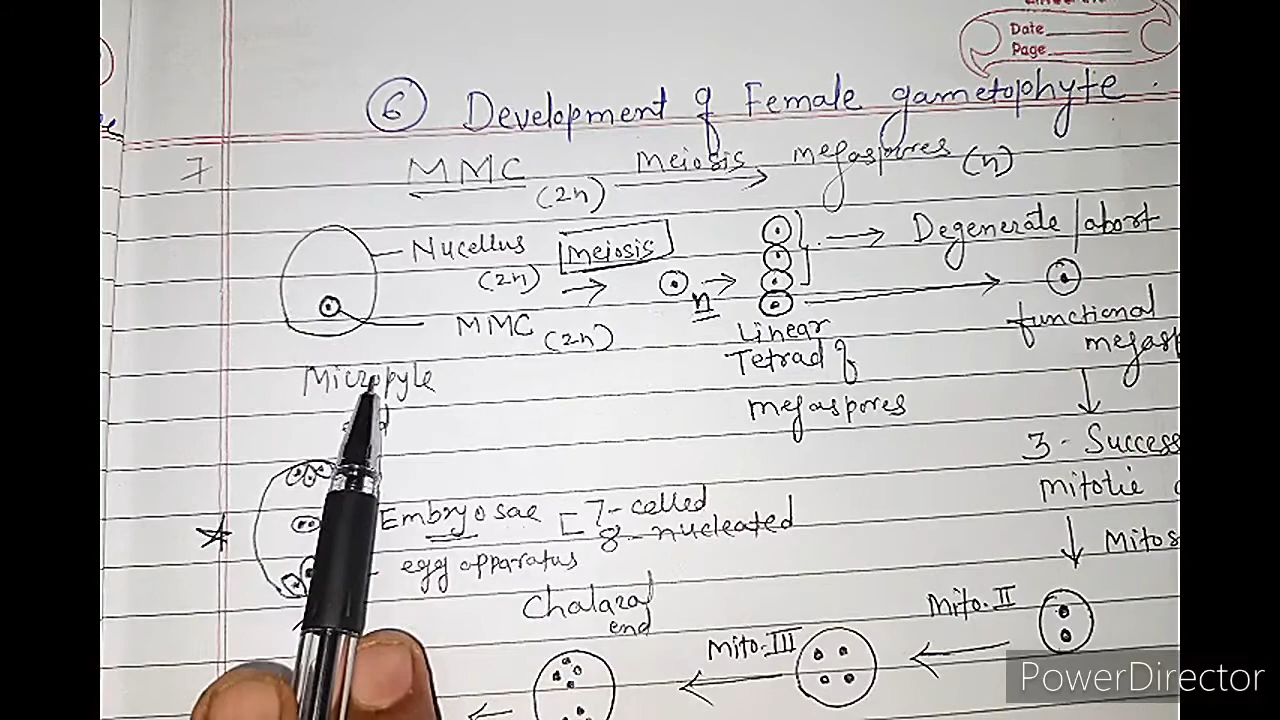 Date
Page
⑥ Development of Female gametophyte.
MMC (2n) Meiosis megaspores (n)
Nucellus (2n) meiosis Degenerate/abort
n
MMC (2n) Linear functional
Tetrad of
Micropyle megaspores
3-
mitotic
Embryo sac 7-celled
8-nucleated
egg apparatus
Chalazal
end
Mito.III Mito.II
PowerDirector